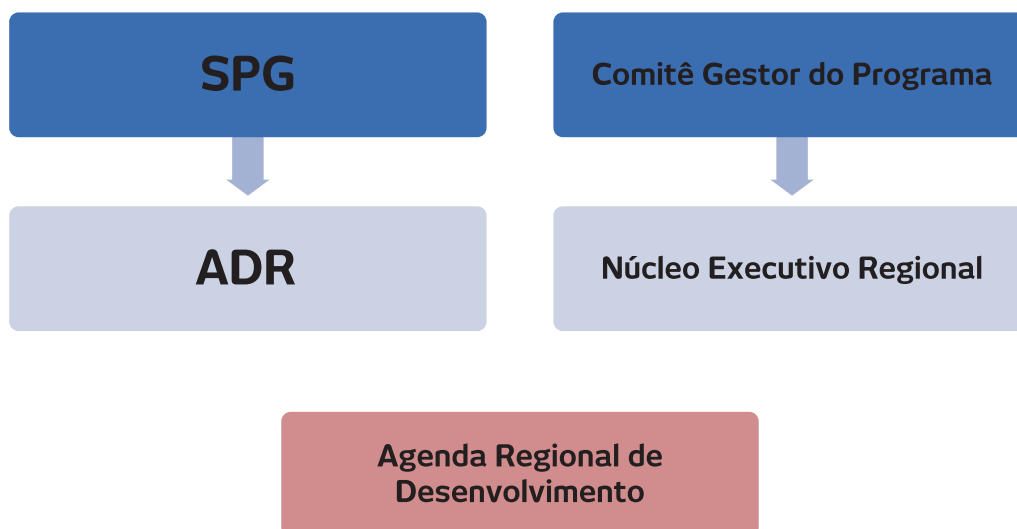 SPG
Comitê Gestor do Programa
ADR
Núcleo Executivo Regional
Agenda Regional de
Desenvolvimento